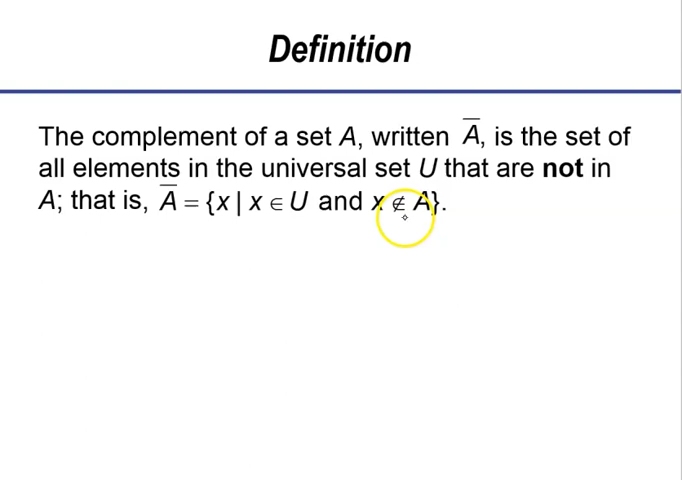 Definition
The complement of a set A, written A̅, is the set of
all elements in the universal set U that are not in
A; that is, A̅ = {x | x ∈ U and x ∉ A}.